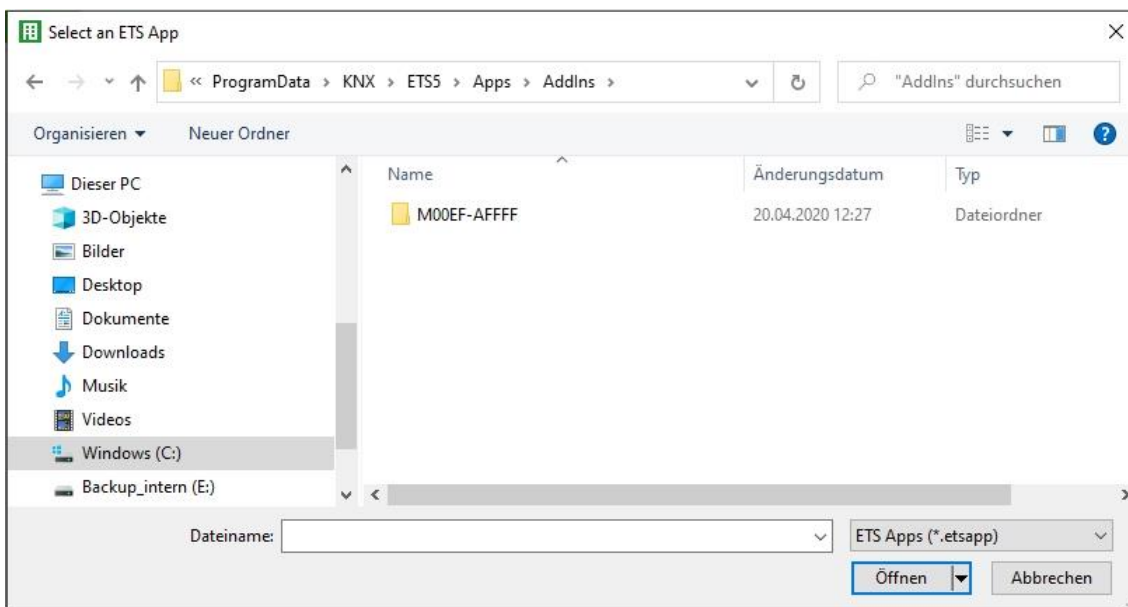 Select an ETS App
« ProgramData › KNX › ETS5 › Apps › AddIns ›
"AddIns" durchsuchen
Organisieren
Neuer Ordner
Dieser PC
3D-Objekte
Bilder
Desktop
Dokumente
Downloads
Musik
Videos
Windows (C:)
Backup_intern (E:)
Name Änderungsdatum Typ
M00EF-AFFFF 20.04.2020 12:27 Dateiordner
Dateiname:
ETS Apps (*.etsapp)
Öffnen Abbrechen